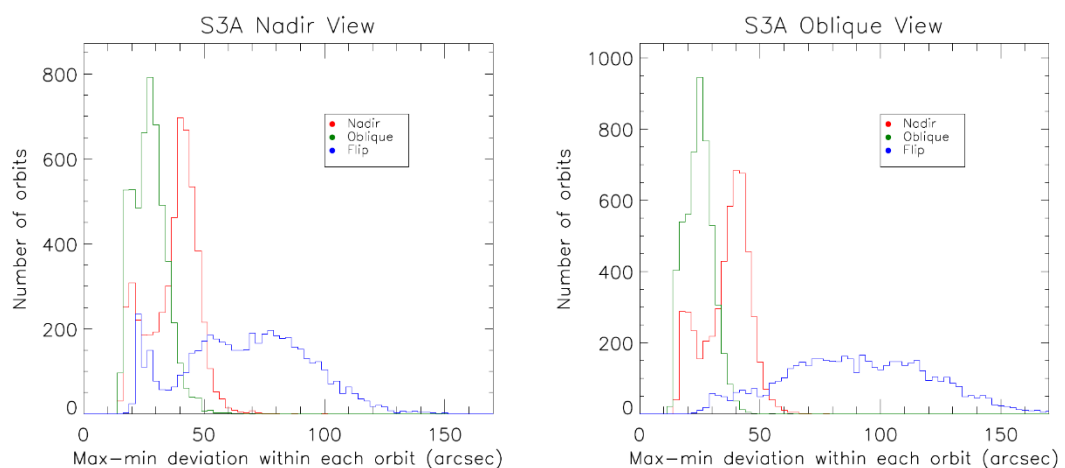 S3A Nadir View
Number of orbits
800
600
400
200
0
Nadir
Oblique
Flip
0 50 100 150
Max-min deviation within each orbit (arcsec)
S3A Oblique View
Number of orbits
1000
800
600
400
200
0
Nadir
Oblique
Flip
0 50 100 150
Max-min deviation within each orbit (arcsec)